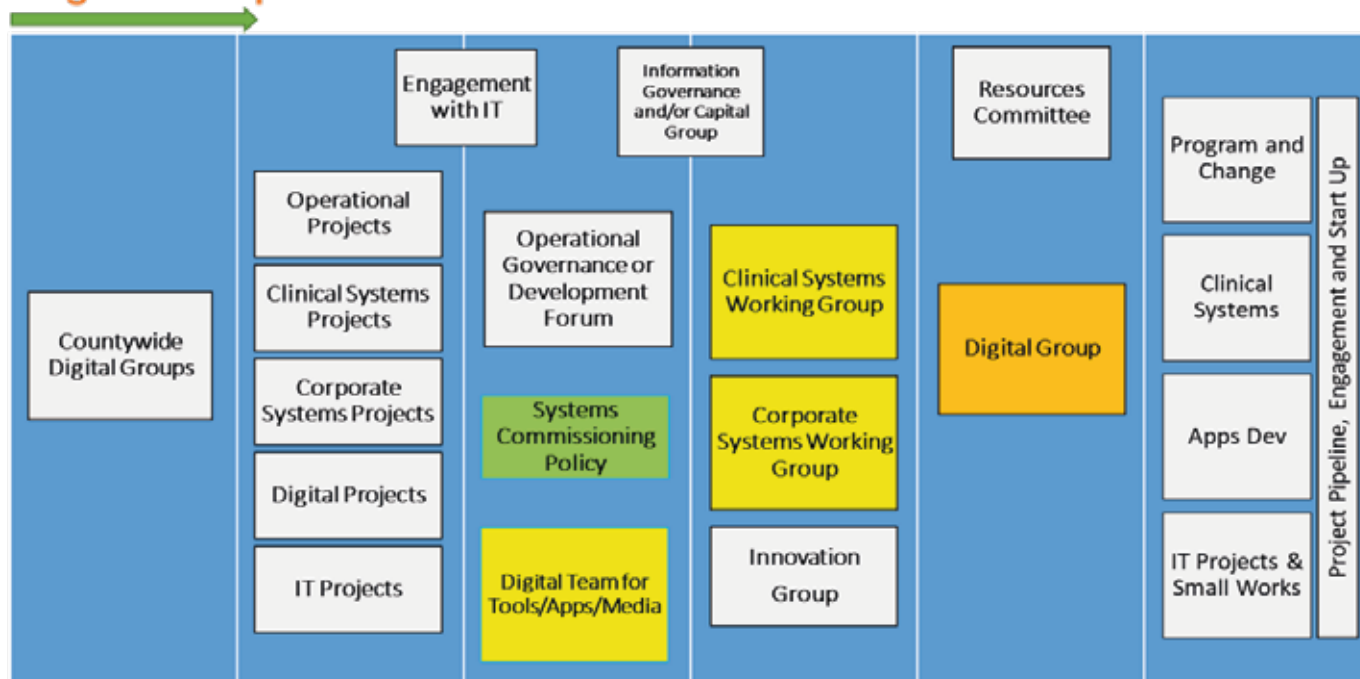 Countywide
Digital Groups
Engagement
with IT
Operational
Projects
Clinical Systems
Projects
Corporate
Systems Projects
Digital Projects
IT Projects
Operational
Governance or
Development
Forum
Systems
Commissioning
Policy
Digital Team for
Tools/Apps/Media
Information
Governance
and/or Capital
Group
Clinical Systems
Working Group
Corporate
Systems Working
Group
Innovation
Group
Resources
Committee
Digital Group
Program and
Change
Clinical
Systems
Apps Dev
IT Projects &
Small Works
Project Pipeline, Engagement and Start Up